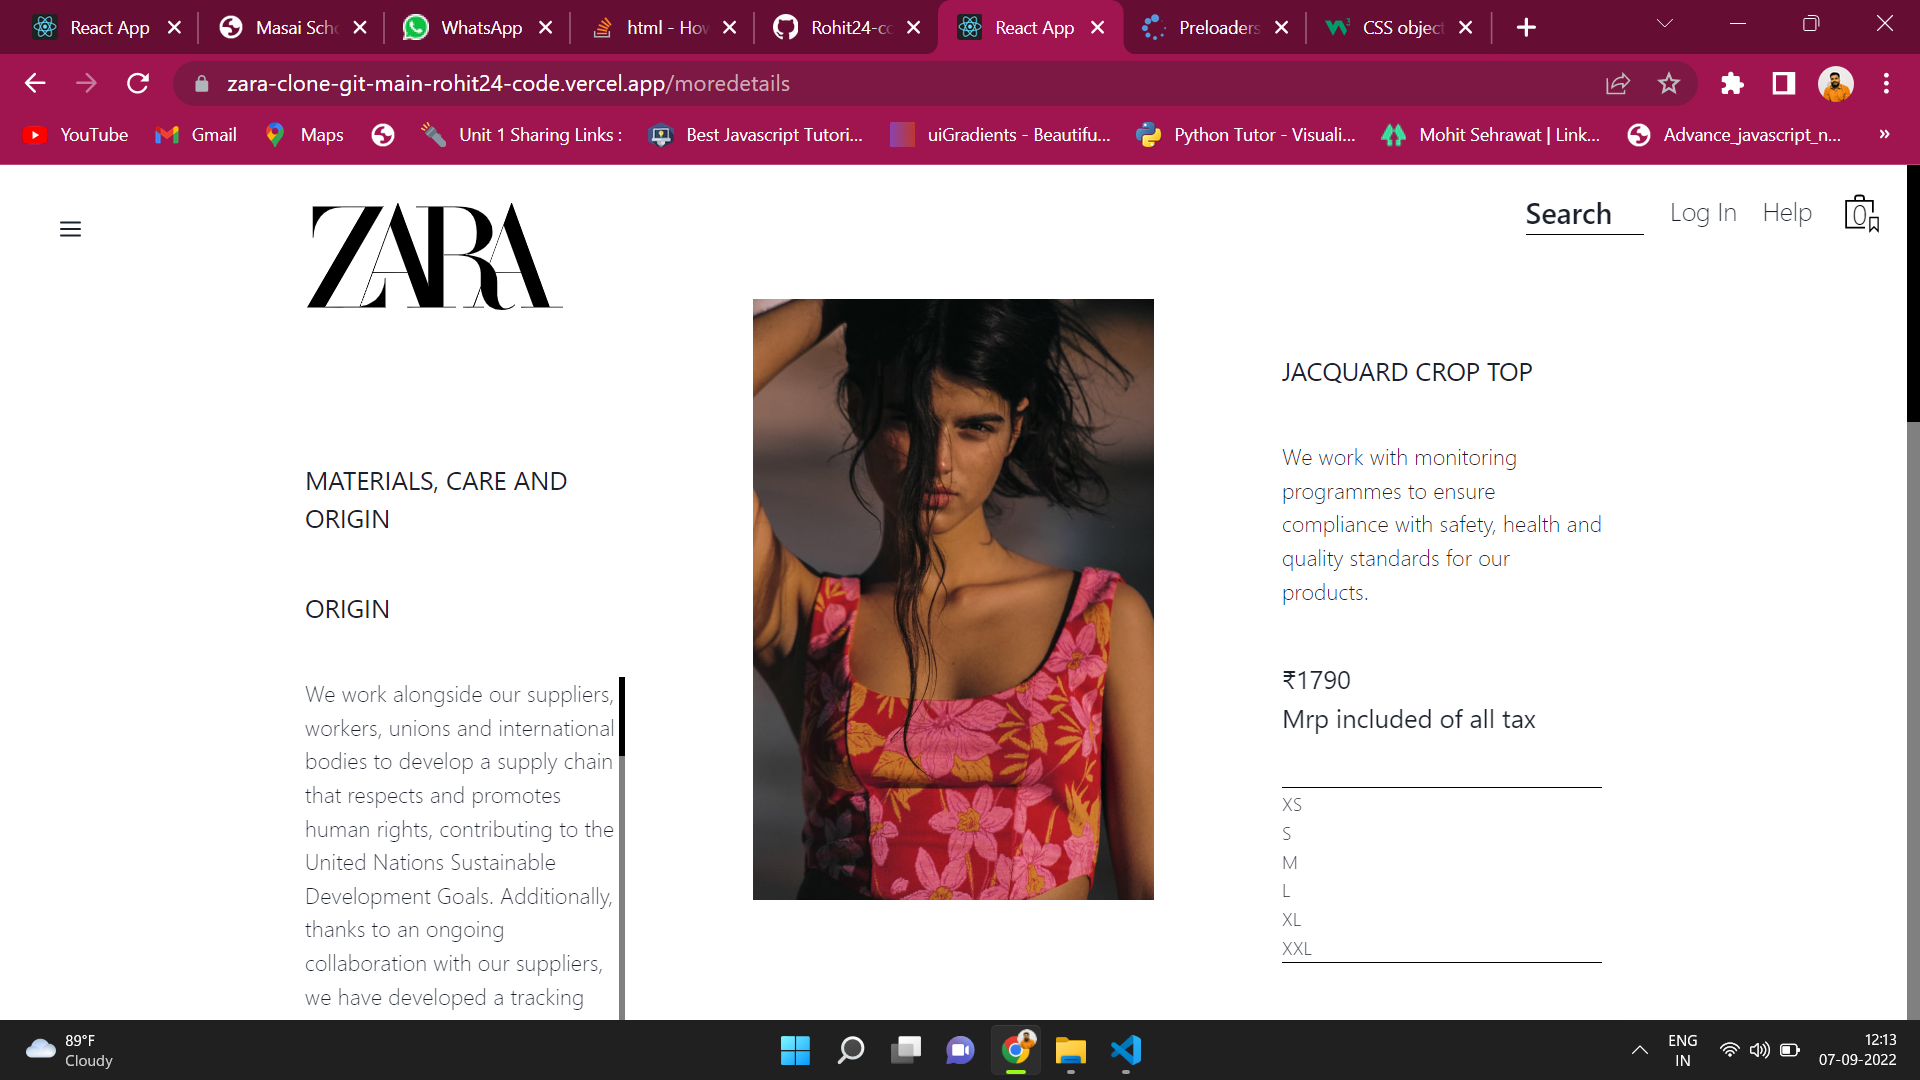 React App
Masai Scho
WhatsApp
html - How
Rohit24-co
React App
Preloaders
CSS object
zara-clone-git-main-rohit24-code.vercel.app/moredetails
YouTube
Gmail
Maps
Unit 1 Sharing Links :
Best Javascript Tutori...
uiGradients - Beautifu...
Python Tutor - Visuali...
Mohit Sehrawat | Link...
Advance_javascript_n...
»
ZARA
Search
Log In
Help
0
MATERIALS, CARE AND
ORIGIN
ORIGIN
We work alongside our suppliers,
workers, unions and international
bodies to develop a supply chain
that respects and promotes
human rights, contributing to the
United Nations Sustainable
Development Goals. Additionally,
thanks to an ongoing
collaboration with our suppliers,
we have developed a tracking
JACQUARD CROP TOP
We work with monitoring
programmes to ensure
compliance with safety, health and
quality standards for our
products.
₹1790
Mrp included of all tax
XS
S
M
L
XL
XXL
89°F
Cloudy
ENG
IN
12:13
07-09-2022